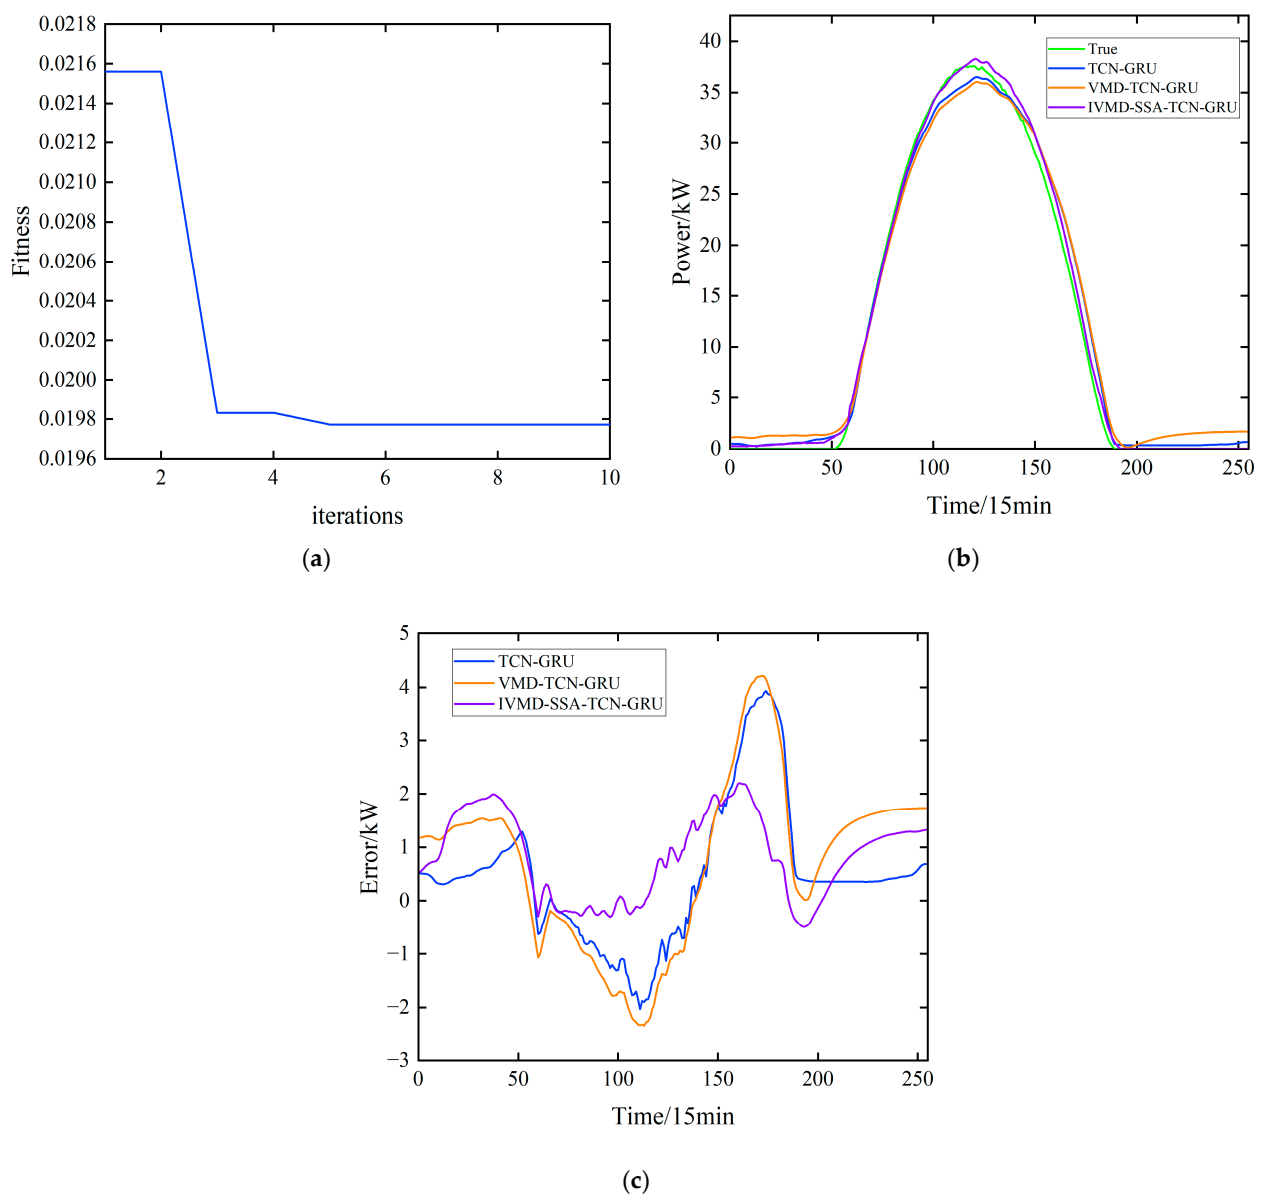 0.0218
0.0216
0.0214
0.0212
0.0210
0.0208
0.0206
0.0204
0.0202
0.0200
0.0198
0.0196
Fitness
2 4 6 8 10
iterations
(a)
40
35
30
25
20
15
10
5
0
Power/kW
True
TCN-GRU
VMD-TCN-GRU
IVMD-SSA-TCN-GRU
0 50 100 150 200 250
Time/15min
(b)
5
4
3
2
1
0
−1
−2
−3
Error/kW
TCN-GRU
VMD-TCN-GRU
IVMD-SSA-TCN-GRU
0 50 100 150 200 250
Time/15min
(c)